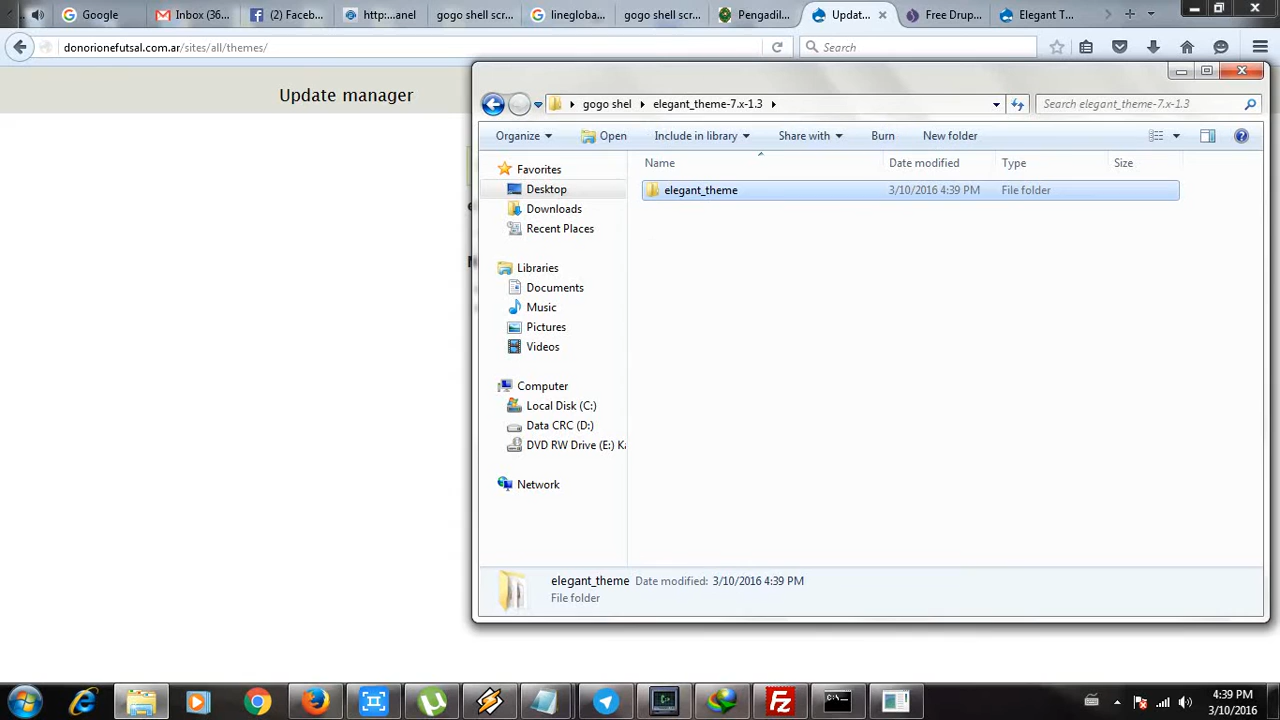 Google
Inbox (36...
(2) Faceb...
http:...anel
gogo shell scr...
linegloba...
gogo shell scr...
Pengadil...
Updat...
Free Drup...
Elegant T...
donorionefutsal.com.ar/sites/all/themes/
Search
Update manager
gogo shel
elegant_theme-7.x-1.3
Search elegant_theme-7.x-1.3
Organize
Open
Include in library
Share with
Burn
New folder
Name
Date modified
Type
Size
elegant_theme
3/10/2016 4:39 PM
File folder
Favorites
Desktop
Downloads
Recent Places
Libraries
Documents
Music
Pictures
Videos
Computer
Local Disk (C:)
Data CRC (D:)
DVD RW Drive (E:) Ka
Network
elegant_theme Date modified: 3/10/2016 4:39 PM
File folder
4:39 PM
3/10/2016